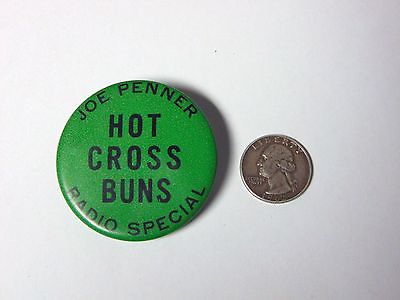 JOE PENNER
HOT
CROSS
BUNS
RADIO SPECIAL
LIBERTY